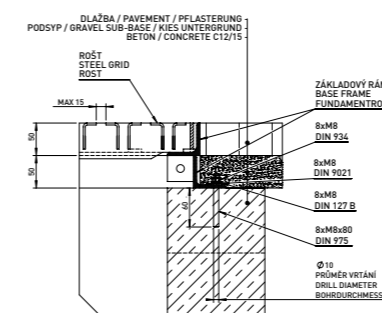 DLAŽBA / PAVEMENT / PFLASTERUNG
PODSYP / GRAVEL SUB-BASE / KIES UNTERGRUND
BETON / CONCRETE C12/15
ROŠT
STEEL GRID
ROST
MAX 15
ZÁKLADOVÝ RÁM
BASE FRAME
FUNDAMENTRO
8xM8
DIN 934
50
8xM8
DIN 9021
50
60
8xM8
DIN 127 B
8xM8x80
DIN 975
Ø10
PRŮMĚR VRTÁNÍ
DRILL DIAMETER
BOHRDURCHMESS